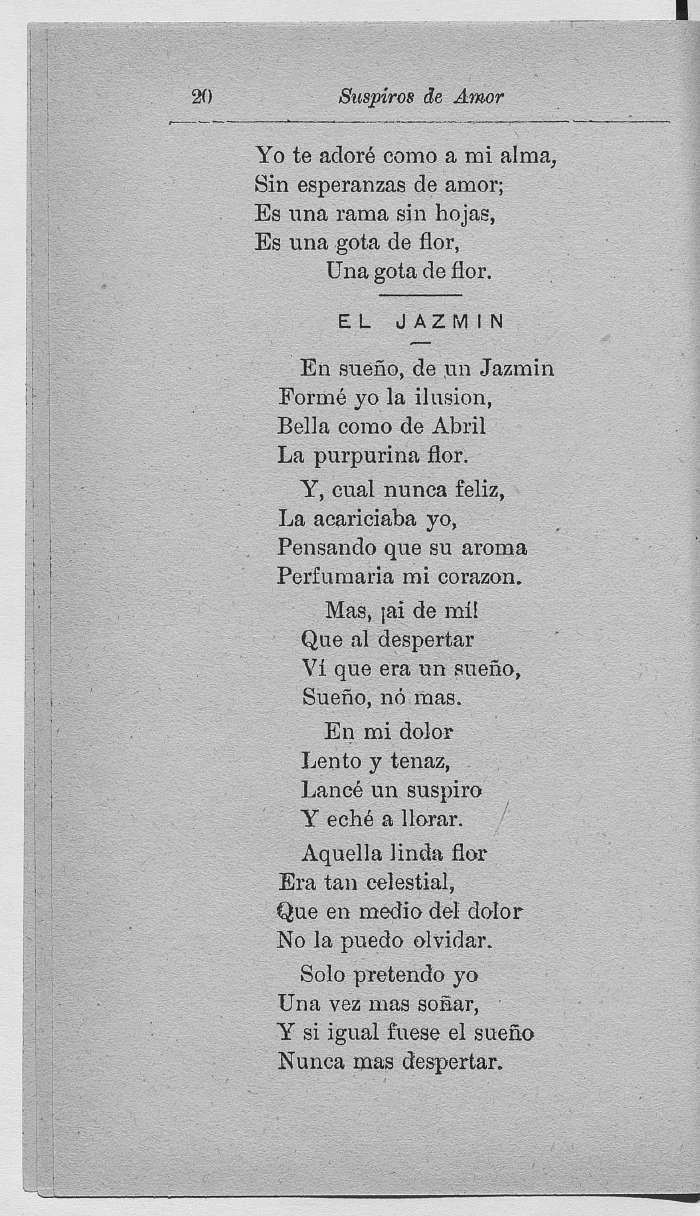 20 Suspiros de Amor
Yo te adoré como a mi alma,
Sin esperanzas de amor;
Es una rama sin hojas,
Es una gota de flor,
Una gota de flor.
EL JAZMIN
En sueño, de un Jazmin
Formé yo la ilusion,
Bella como de Abril
La purpurina flor.
Y, cual nunca feliz,
La acariciaba yo,
Pensando que su aroma
Perfumaria mi corazon.
Mas, ¡ai de mí!
Que al despertar
Ví que era un sueño,
Sueño, nó mas.
En mi dolor
Lento y tenaz,
Lancé un suspiro
Y eché a llorar.
Aquella linda flor
Era tan celestial,
Que en medio del dolor
No la puedo olvidar.
Solo pretendo yo
Una vez mas soñar,
Y si igual fuese el sueño
Nunca mas despertar.